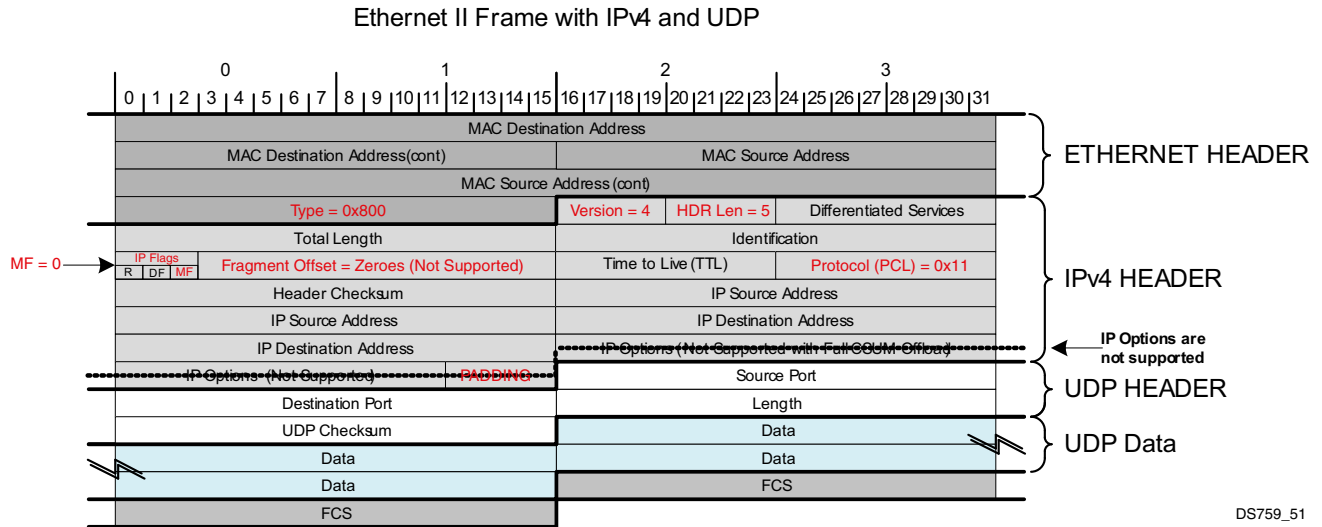 Ethernet II Frame with IPv4 and UDP
0 1 2 3
0 1 2 3 4 5 6 7 8 9 10 11 12 13 14 15 16 17 18 19 20 21 22 23 24 25 26 27 28 29 30 31
MAC Destination Address
MAC Destination Address(cont) MAC Source Address
ETHERNET HEADER
MAC Source Address (cont)
Type = 0x800 Version = 4 HDR Len = 5 Differentiated Services
Total Length Identification
MF = 0 IP Flags
R DF MF Fragment Offset = Zeroes (Not Supported) Time to Live (TTL) Protocol (PCL) = 0x11
IPv4 HEADER
Header Checksum IP Source Address
IP Source Address IP Destination Address
IP Destination Address IP Options (Not Supported with Full CSUM Offload)
IP Options are
not supported
IP Options (Not Supported) PADDING Source Port
UDP HEADER
Destination Port Length
UDP Checksum Data
UDP Data
Data Data
Data FCS
FCS
DS759_51